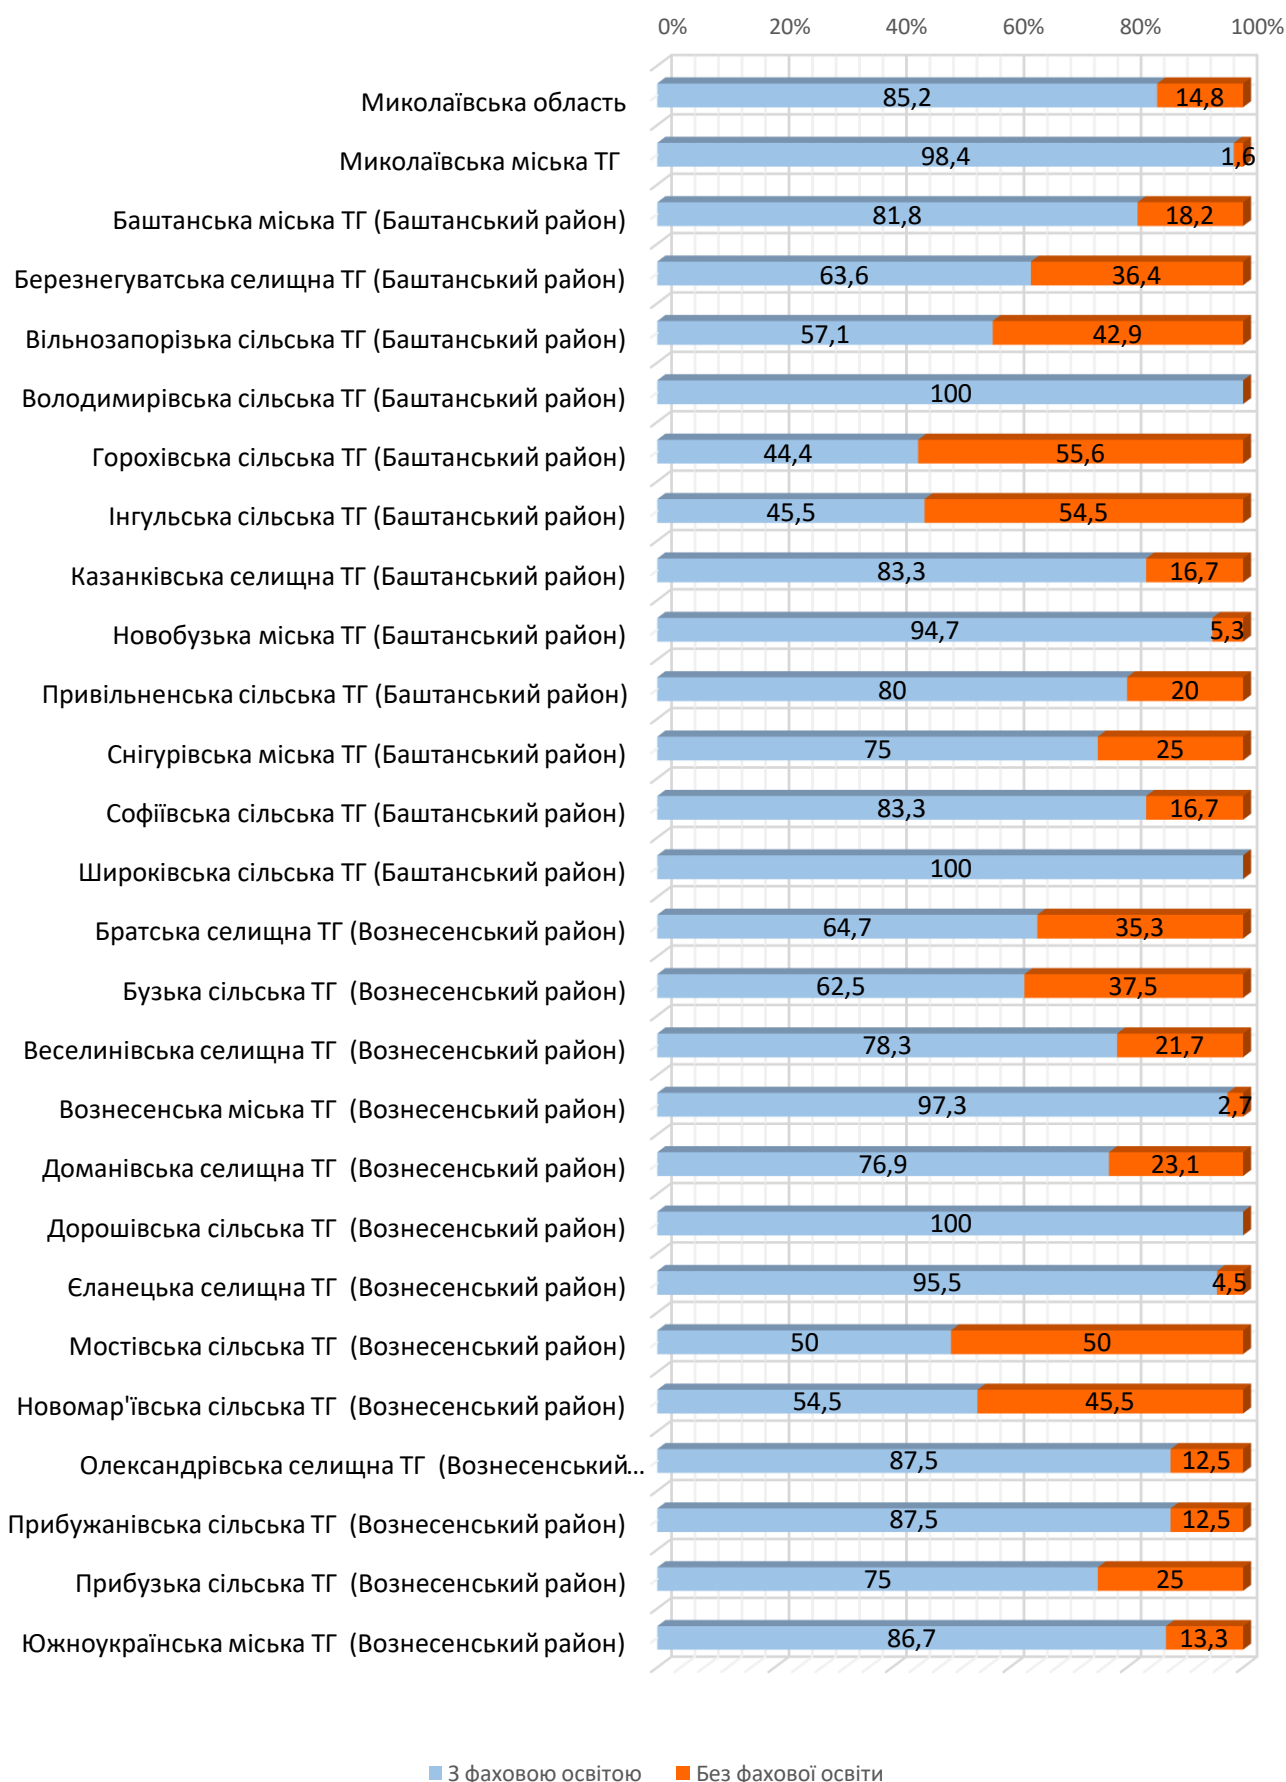 0% 20% 40% 60% 80% 100%
Миколаївська область 85,2 14,8
Миколаївська міська ТГ 98,4 1,6
Баштанська міська ТГ (Баштанський район) 81,8 18,2
Березнегуватська селищна ТГ (Баштанський район) 63,6 36,4
Вільнозапорізька сільська ТГ (Баштанський район) 57,1 42,9
Володимирівська сільська ТГ (Баштанський район) 100
Горохівська сільська ТГ (Баштанський район) 44,4 55,6
Інгульська сільська ТГ (Баштанський район) 45,5 54,5
Казанківська селищна ТГ (Баштанський район) 83,3 16,7
Новобузька міська ТГ (Баштанський район) 94,7 5,3
Привільненська сільська ТГ (Баштанський район) 80 20
Снігурівська міська ТГ (Баштанський район) 75 25
Софіївська сільська ТГ (Баштанський район) 83,3 16,7
Широківська сільська ТГ (Баштанський район) 100
Братська селищна ТГ (Вознесенський район) 64,7 35,3
Бузька сільська ТГ (Вознесенський район) 62,5 37,5
Веселинівська селищна ТГ (Вознесенський район) 78,3 21,7
Вознесенська міська ТГ (Вознесенський район) 97,3 2,7
Доманівська селищна ТГ (Вознесенський район) 76,9 23,1
Дорошівська сільська ТГ (Вознесенський район) 100
Єланецька селищна ТГ (Вознесенський район) 95,5 4,5
Мостівська сільська ТГ (Вознесенський район) 50 50
Новомар'ївська сільська ТГ (Вознесенський район) 54,5 45,5
Олександрівська селищна ТГ (Вознесенський... 87,5 12,5
Прибужанівська сільська ТГ (Вознесенський район) 87,5 12,5
Прибузька сільська ТГ (Вознесенський район) 75 25
Южноукраїнська міська ТГ (Вознесенський район) 86,7 13,3
З фаховою освітою Без фахової освіти